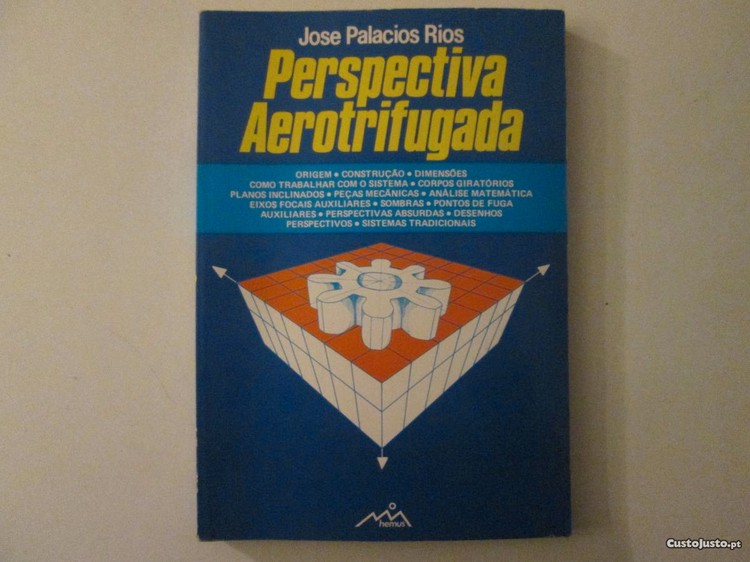 Jose Palacios Rios
Perspectiva
Aerotrifugada
ORIGEM • CONSTRUÇÃO • DIMENSÕES
COMO TRABALHAR COM O SISTEMA • CORPOS GIRATÓRIOS
PLANOS INCLINADOS • PEÇAS MECÂNICAS • ANÁLISE MATEMÁTICA
EIXOS FOCAIS AUXILIARES • SOMBRAS • PONTOS DE FUGA
AUXILIARES • PERSPECTIVAS ABSURDAS • DESENHOS
PERSPECTIVOS • SISTEMAS TRADICIONAIS
hemus
CustoJusto.pt